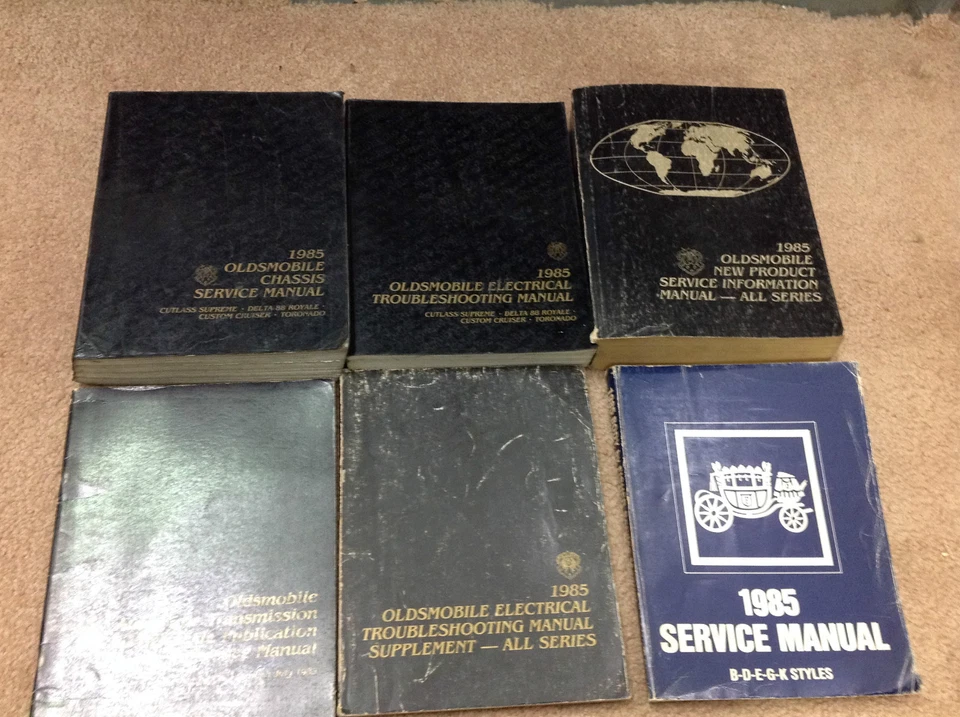 1985
OLDSMOBILE
CHASSIS
SERVICE MANUAL
CUTLASS SUPREME • DELTA 88 ROYALE
CUSTOM CRUISER • TORONADO
1985
OLDSMOBILE ELECTRICAL
TROUBLESHOOTING MANUAL
CUTLASS SUPREME • DELTA 88 ROYALE
CUSTOM CRUISER • TORONADO
1985
OLDSMOBILE
NEW PRODUCT
SERVICE INFORMATION
MANUAL — ALL SERIES
Oldsmobile
Transmission
Application
Manual
July
1985
OLDSMOBILE ELECTRICAL
TROUBLESHOOTING MANUAL
SUPPLEMENT — ALL SERIES
1985
SERVICE MANUAL
B-D-E-G-K STYLES